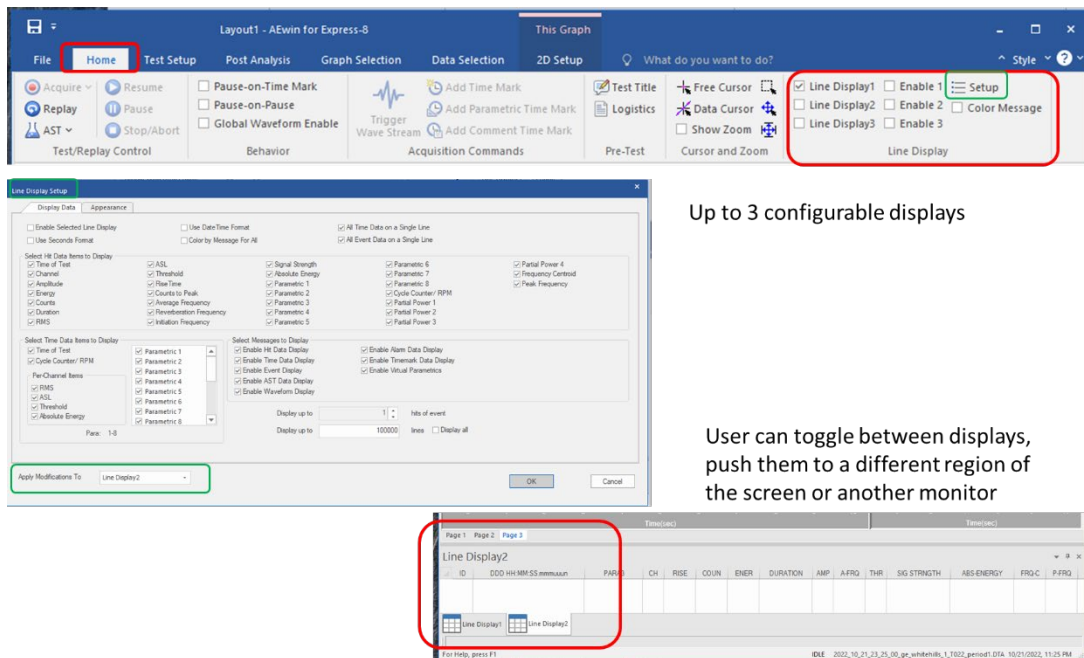 Layout1 - AEwin for Express-8 This Graph
File Home Test Setup Post Analysis Graph Selection Data Selection 2D Setup What do you want to do? Style
Acquire Resume Pause-on-Time Mark Add Time Mark Test Title Free Cursor Line Display1 Enable 1 Setup
Replay Pause Pause-on-Pause Add Parametric Time Mark Logistics Data Cursor Line Display2 Enable 2 Color Message
AST Stop/Abort Global Waveform Enable Trigger Wave Stream Add Comment Time Mark Show Zoom Line Display3 Enable 3
Test/Replay Control Behavior Acquisition Commands Pre-Test Cursor and Zoom Line Display
Line Display Setup
Display Data Appearance
Enable Selected Line Display Use DateTime Format All Time Data on a Single Line
Use Seconds Format Color by Message For All All Event Data on a Single Line
Select Hit Data Items to Display
Time of Test ASL Signal Strength Parametric 6 Partial Power 4
Channel Threshold Absolute Energy Parametric 7 Frequency Centroid
Amplitude RiseTime Parametric 1 Parametric 8 Peak Frequency
Energy Counts to Peak Parametric 2 Cycle Counter/ RPM
Counts Average Frequency Parametric 3 Partial Power 1
Duration Reverberation Frequency Parametric 4 Partial Power 2
RMS Initiation Frequency Parametric 5 Partial Power 3
Select Time Data Items to Display Select Messages to Display
Time of Test Parametric 1 Enable Hit Data Display Enable Alarm Data Display
Cycle Counter/ RPM Parametric 2 Enable Time Data Display Enable Timemark Data Display
Per-Channel Items Parametric 3 Enable Event Display Enable Virtual Parametrics
RMS Parametric 4 Enable AST Data Display
ASL Parametric 5 Enable Waveform Display
Threshold Parametric 6
Absolute Energy Parametric 7 Display up to 1 hits of event
Parametric 8
Para: 1-8 Display up to 100000 lines Display all
Apply Modifications To Line Display2 OK Cancel
Up to 3 configurable displays
User can toggle between displays,
push them to a different region of
the screen or another monitor
Time(sec) Time(sec)
Page 1 Page 2 Page 3
Line Display2
ID DDD HH:MM:SS.mmmuuun CH RISE COUN ENER DURATION AMP A-FRQ THR SIG STRNGTH ABS-ENERGY FRQ-C P-FRQ
Line Display1 Line Display2
For Help, press F1 IDLE 2022_10_21_23_25_00_ge_whitehills_1_T022_period1.DTA 10/21/2022, 11:25 PM